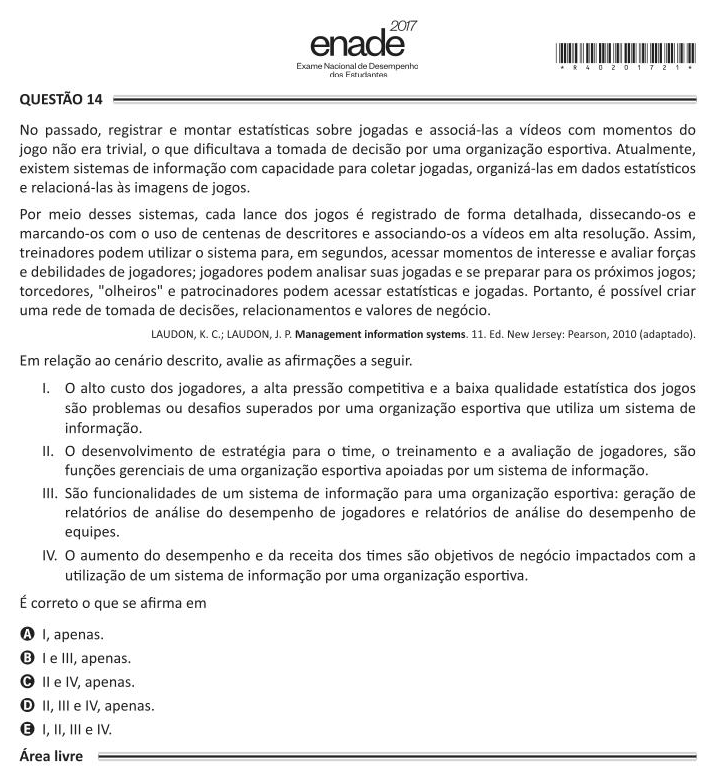 2017
enade
Exame Nacional de Desempenho
dos Estudantes
* R 4 0 2 0 1 7 2 1 *
QUESTÃO 14
No passado, registrar e montar estatísticas sobre jogadas e associá-las a vídeos com momentos do
jogo não era trivial, o que dificultava a tomada de decisão por uma organização esportiva. Atualmente,
existem sistemas de informação com capacidade para coletar jogadas, organizá-las em dados estatísticos
e relacioná-las às imagens de jogos.
Por meio desses sistemas, cada lance dos jogos é registrado de forma detalhada, dissecando-os e
marcando-os com o uso de centenas de descritores e associando-os a vídeos em alta resolução. Assim,
treinadores podem utilizar o sistema para, em segundos, acessar momentos de interesse e avaliar forças
e debilidades de jogadores; jogadores podem analisar suas jogadas e se preparar para os próximos jogos;
torcedores, "olheiros" e patrocinadores podem acessar estatísticas e jogadas. Portanto, é possível criar
uma rede de tomada de decisões, relacionamentos e valores de negócio.
LAUDON, K. C.; LAUDON, J. P. Management information systems. 11. Ed. New Jersey: Pearson, 2010 (adaptado).
Em relação ao cenário descrito, avalie as afirmações a seguir.
I. O alto custo dos jogadores, a alta pressão competitiva e a baixa qualidade estatística dos jogos
são problemas ou desafios superados por uma organização esportiva que utiliza um sistema de
informação.
II. O desenvolvimento de estratégia para o time, o treinamento e a avaliação de jogadores, são
funções gerenciais de uma organização esportiva apoiadas por um sistema de informação.
III. São funcionalidades de um sistema de informação para uma organização esportiva: geração de
relatórios de análise do desempenho de jogadores e relatórios de análise do desempenho de
equipes.
IV. O aumento do desempenho e da receita dos times são objetivos de negócio impactados com a
utilização de um sistema de informação por uma organização esportiva.
É correto o que se afirma em
A I, apenas.
B I e III, apenas.
C II e IV, apenas.
D II, III e IV, apenas.
E I, II, III e IV.
Área livre